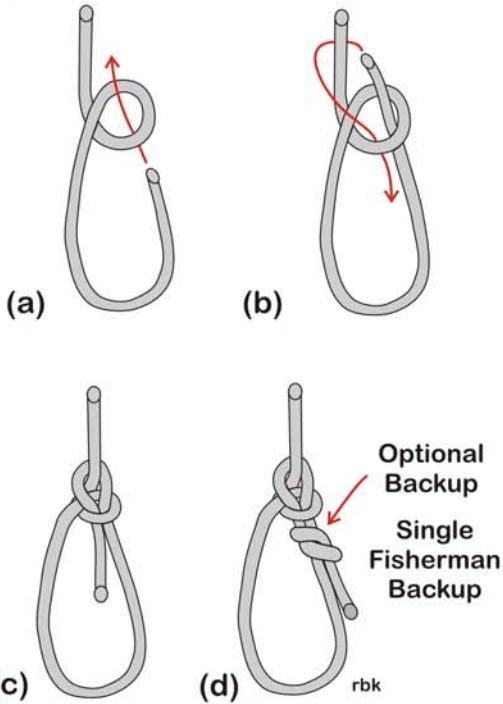 (a)
(b)
Optional
Backup
Single
Fisherman
Backup
c)
(d)
rbk